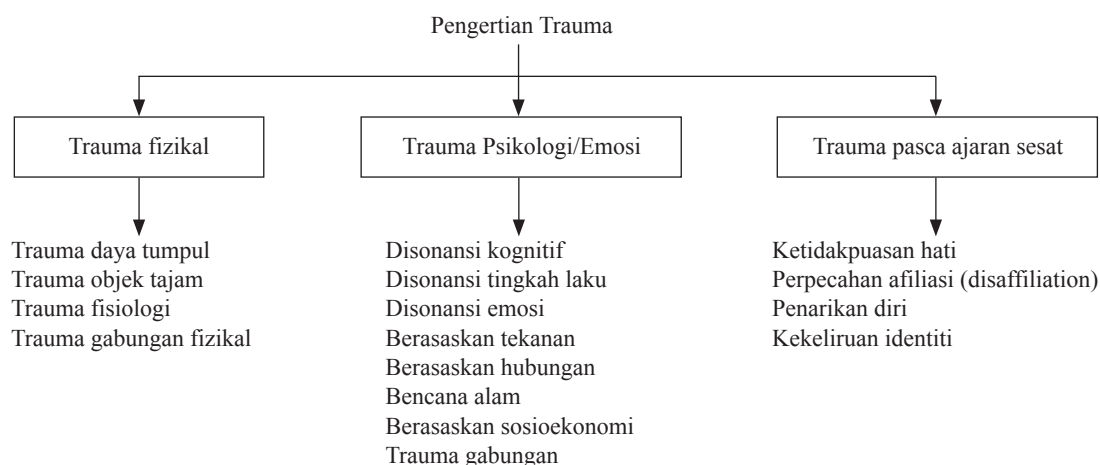 Pengertian Trauma
Trauma fizikal
Trauma daya tumpul
Trauma objek tajam
Trauma fisiologi
Trauma gabungan fizikal
Trauma Psikologi/Emosi
Disonansi kognitif
Disonansi tingkah laku
Disonansi emosi
Berasaskan tekanan
Berasaskan hubungan
Bencana alam
Berasaskan sosioekonomi
Trauma gabungan
Trauma pasca ajaran sesat
Ketidakpuasan hati
Perpecahan afiliasi (disaffiliation)
Penarikan diri
Kekeliruan identiti